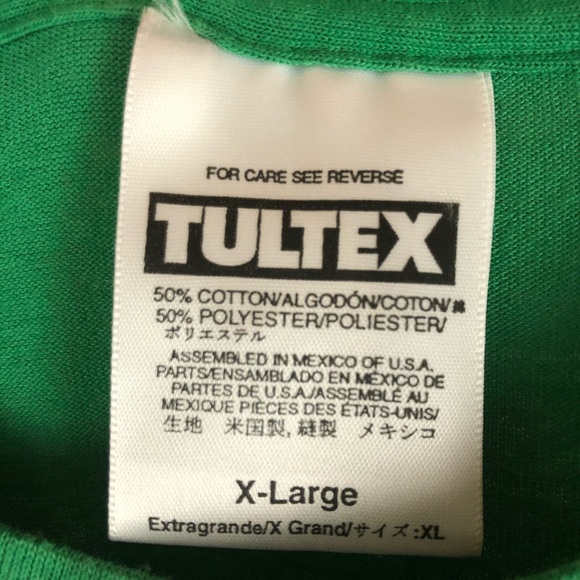 FOR CARE SEE REVERSE
TULTEX
50% COTTON/ALGODÓN/COTON/綿
50% POLYESTER/POLIESTER/
ポリエステル
ASSEMBLED IN MEXICO OF U.S.A.
PARTS/ENSAMBLADO EN MÉXICO DE
PARTES DE U.S.A./ASSEMBLÉ AU
MEXIQUE PIÈCES DES ÉTATS-UNIS/
生地 米国製, 縫製 メキシコ
X-Large
Extragrande/X Grand/サイズ:XL